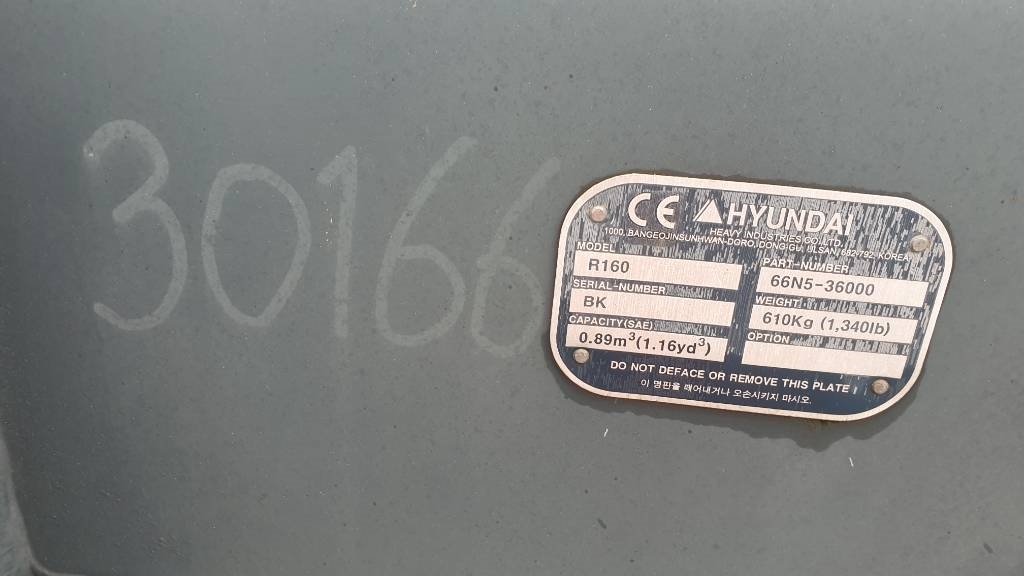 30166
CE HYUNDAI
HEAVY INDUSTRIES CO., LTD.
1000, BANGEOJINSUNHWAN-DORO, DONG-GU, ULSAN, 682-792, KOREA
MODEL
R160
PART-NUMBER
66N5-36000
SERIAL-NUMBER
BK
WEIGHT
610Kg (1,340lb)
CAPACITY(SAE)
0.89m³(1.16yd³)
OPTION
DO NOT DEFACE OR REMOVE THIS PLATE!
이 명판을 떼어내거나 오손시키지 마시오.